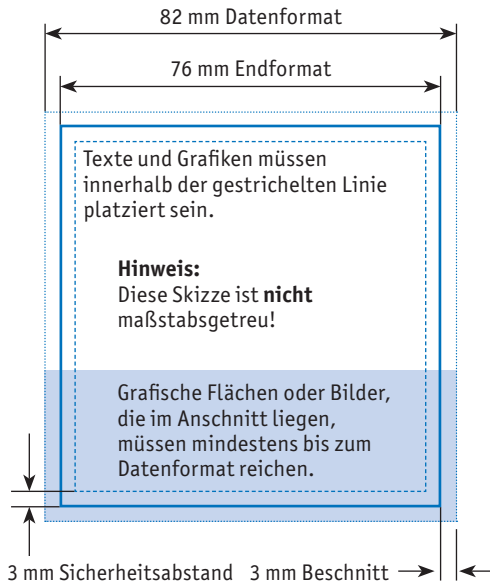 82 mm Datenformat
76 mm Endformat
Texte und Grafiken müssen
innerhalb der gestrichelten Linie
platziert sein.
Hinweis:
Diese Skizze ist nicht
maßstabsgetreu!
Grafische Flächen oder Bilder,
die im Anschnitt liegen,
müssen mindestens bis zum
Datenformat reichen.
3 mm Sicherheitsabstand
3 mm Beschnitt